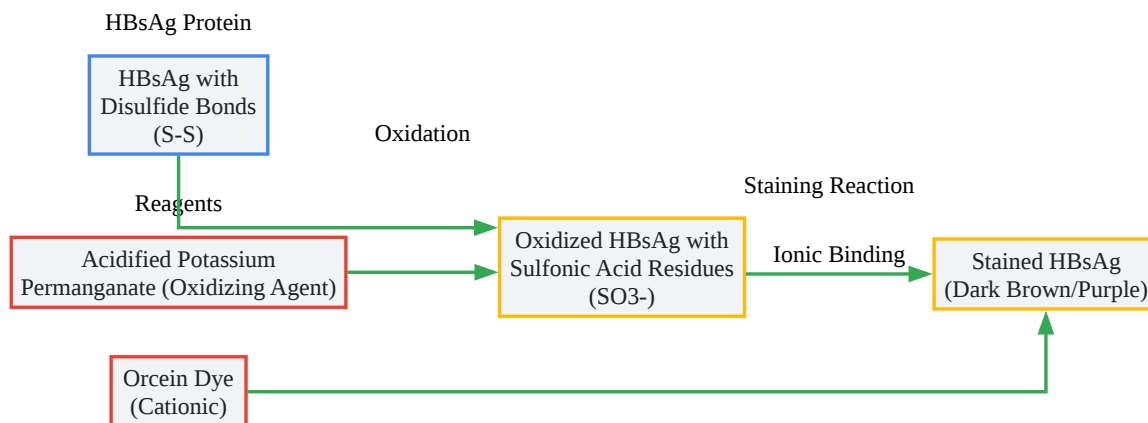 HBsAg Protein
HBsAg with
Disulfide Bonds
(S-S)
Oxidation
Reagents
Staining Reaction
Acidified Potassium
Permanganate (Oxidizing Agent)
Oxidized HBsAg with
Sulfonic Acid Residues
(SO3-)
Ionic Binding
Stained HBsAg
(Dark Brown/Purple)
Orcein Dye
(Cationic)